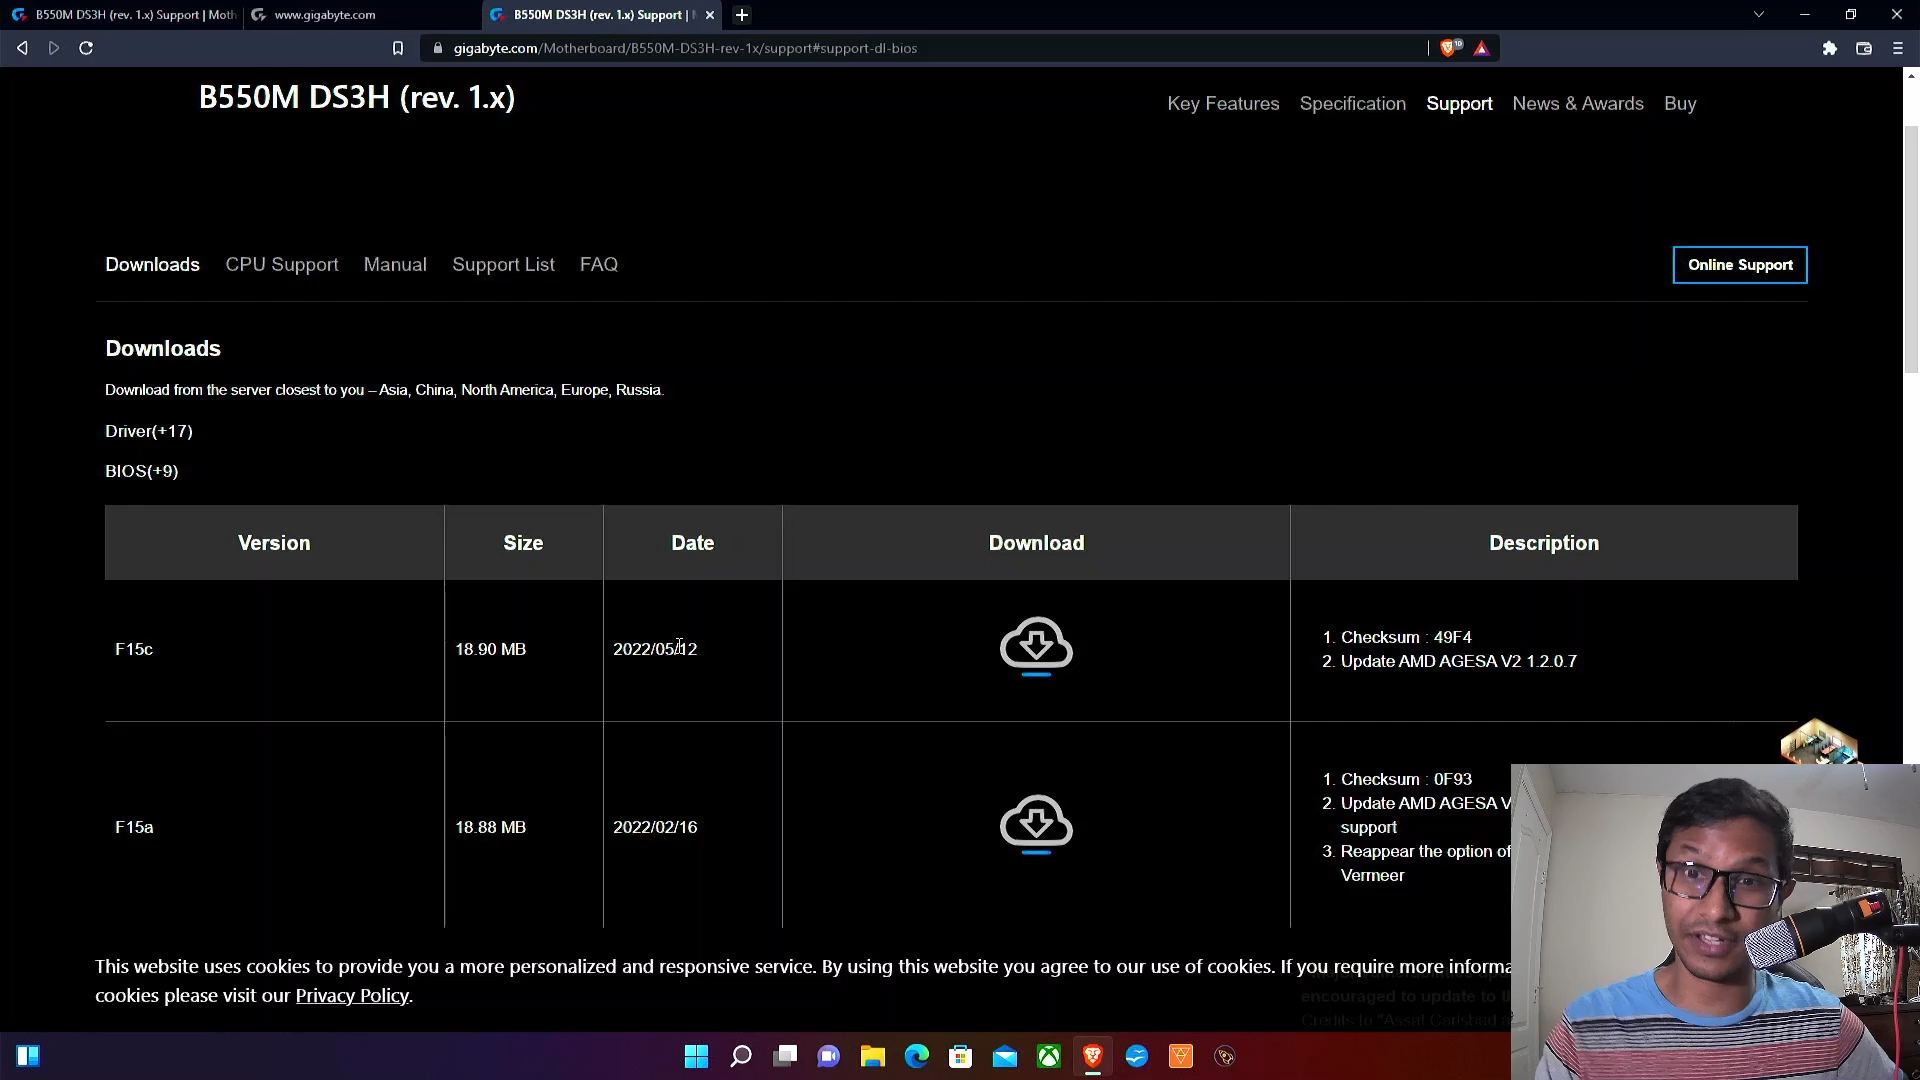 B550M DS3H (rev. 1.x) Support | Moth
www.gigabyte.com
B550M DS3H (rev. 1.x) Support |
gigabyte.com/Motherboard/B550M-DS3H-rev-1x/support#support-dl-bios
B550M DS3H (rev. 1.x)
Key Features Specification Support News & Awards Buy
Downloads CPU Support Manual Support List FAQ
Online Support
Downloads
Download from the server closest to you – Asia, China, North America, Europe, Russia.
Driver(+17)
BIOS(+9)
Version Size Date Download Description
F15c 18.90 MB 2022/05/12
1. Checksum : 49F4
2. Update AMD AGESA V2 1.2.0.7
F15a 18.88 MB 2022/02/16
1. Checksum : 0F93
2. Update AMD AGESA V
support
3. Reappear the option of
Vermeer
This website uses cookies to provide you a more personalized and responsive service. By using this website you agree to our use of cookies. If you require more informa
cookies please visit our Privacy Policy.
encouraged to update to